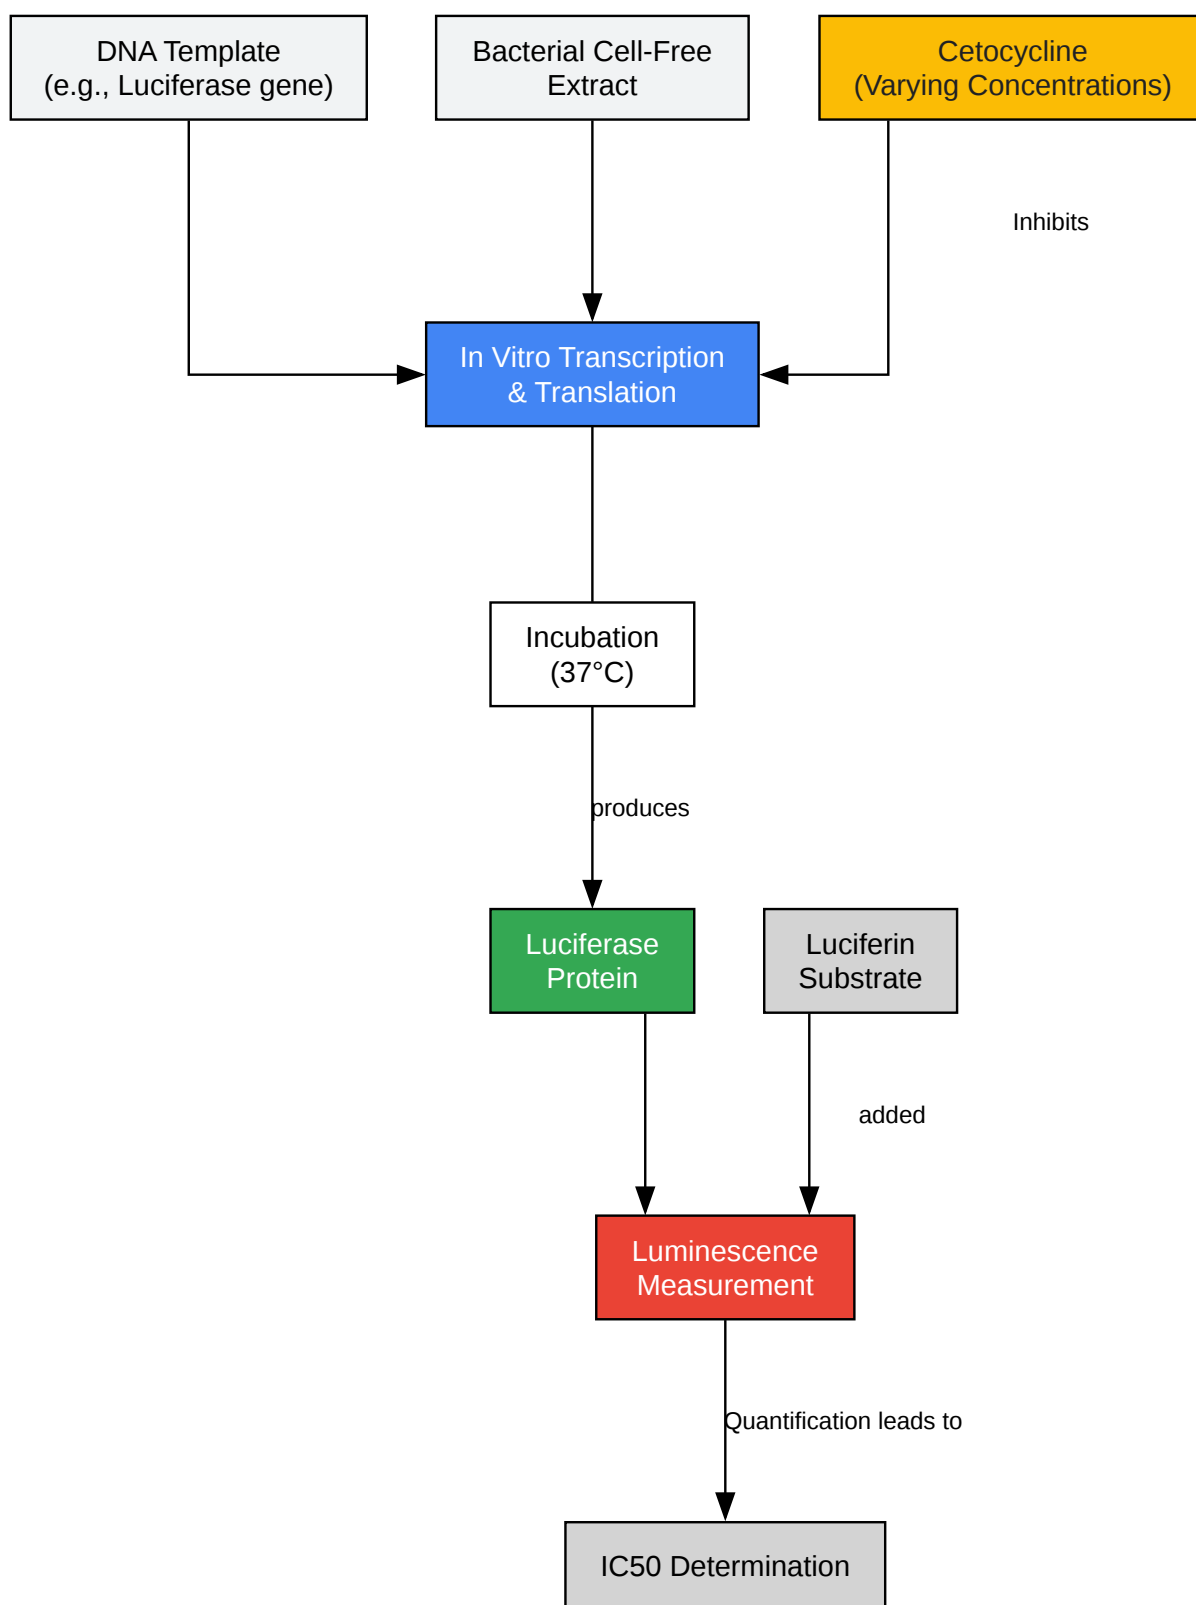 DNA Template
(e.g., Luciferase gene)
Bacterial Cell-Free
Extract
Cetocycline
(Varying Concentrations)
Inhibits
In Vitro Transcription
& Translation
Incubation
(37°C)
produces
Luciferase
Protein
Luciferin
Substrate
added
Luminescence
Measurement
Quantification leads to
IC50 Determination